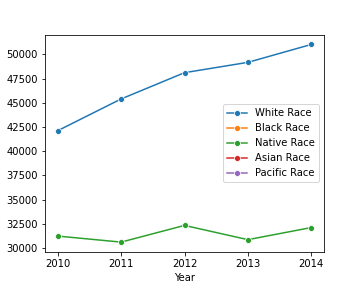 50000
47500
45000
42500
40000
37500
35000
32500
30000
White Race
Black Race
Native Race
Asian Race
Pacific Race
2010 2011 2012 2013 2014
Year